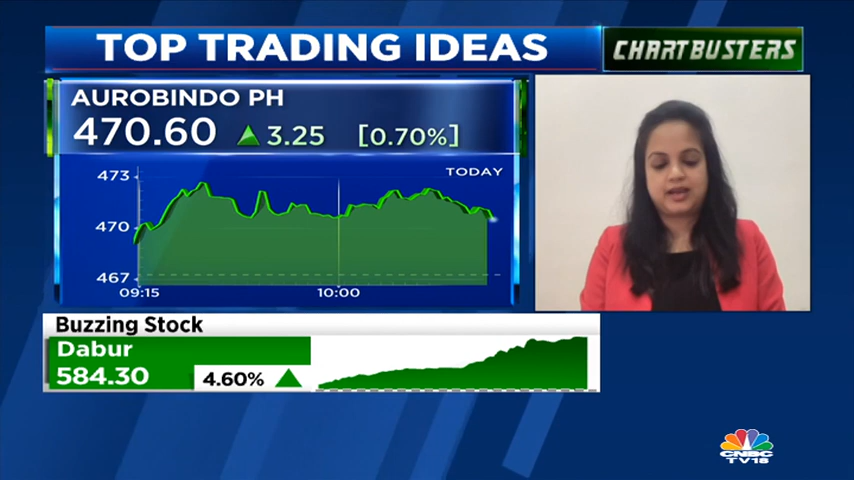 TOP TRADING IDEAS
CHARTBUSTERS
AUROBINDO PH
470.60 ▲ 3.25 [0.70%]
TODAY
473
470
467
09:15 10:00
Buzzing Stock
Dabur
584.30 4.60% ▲
CNBC
TV18